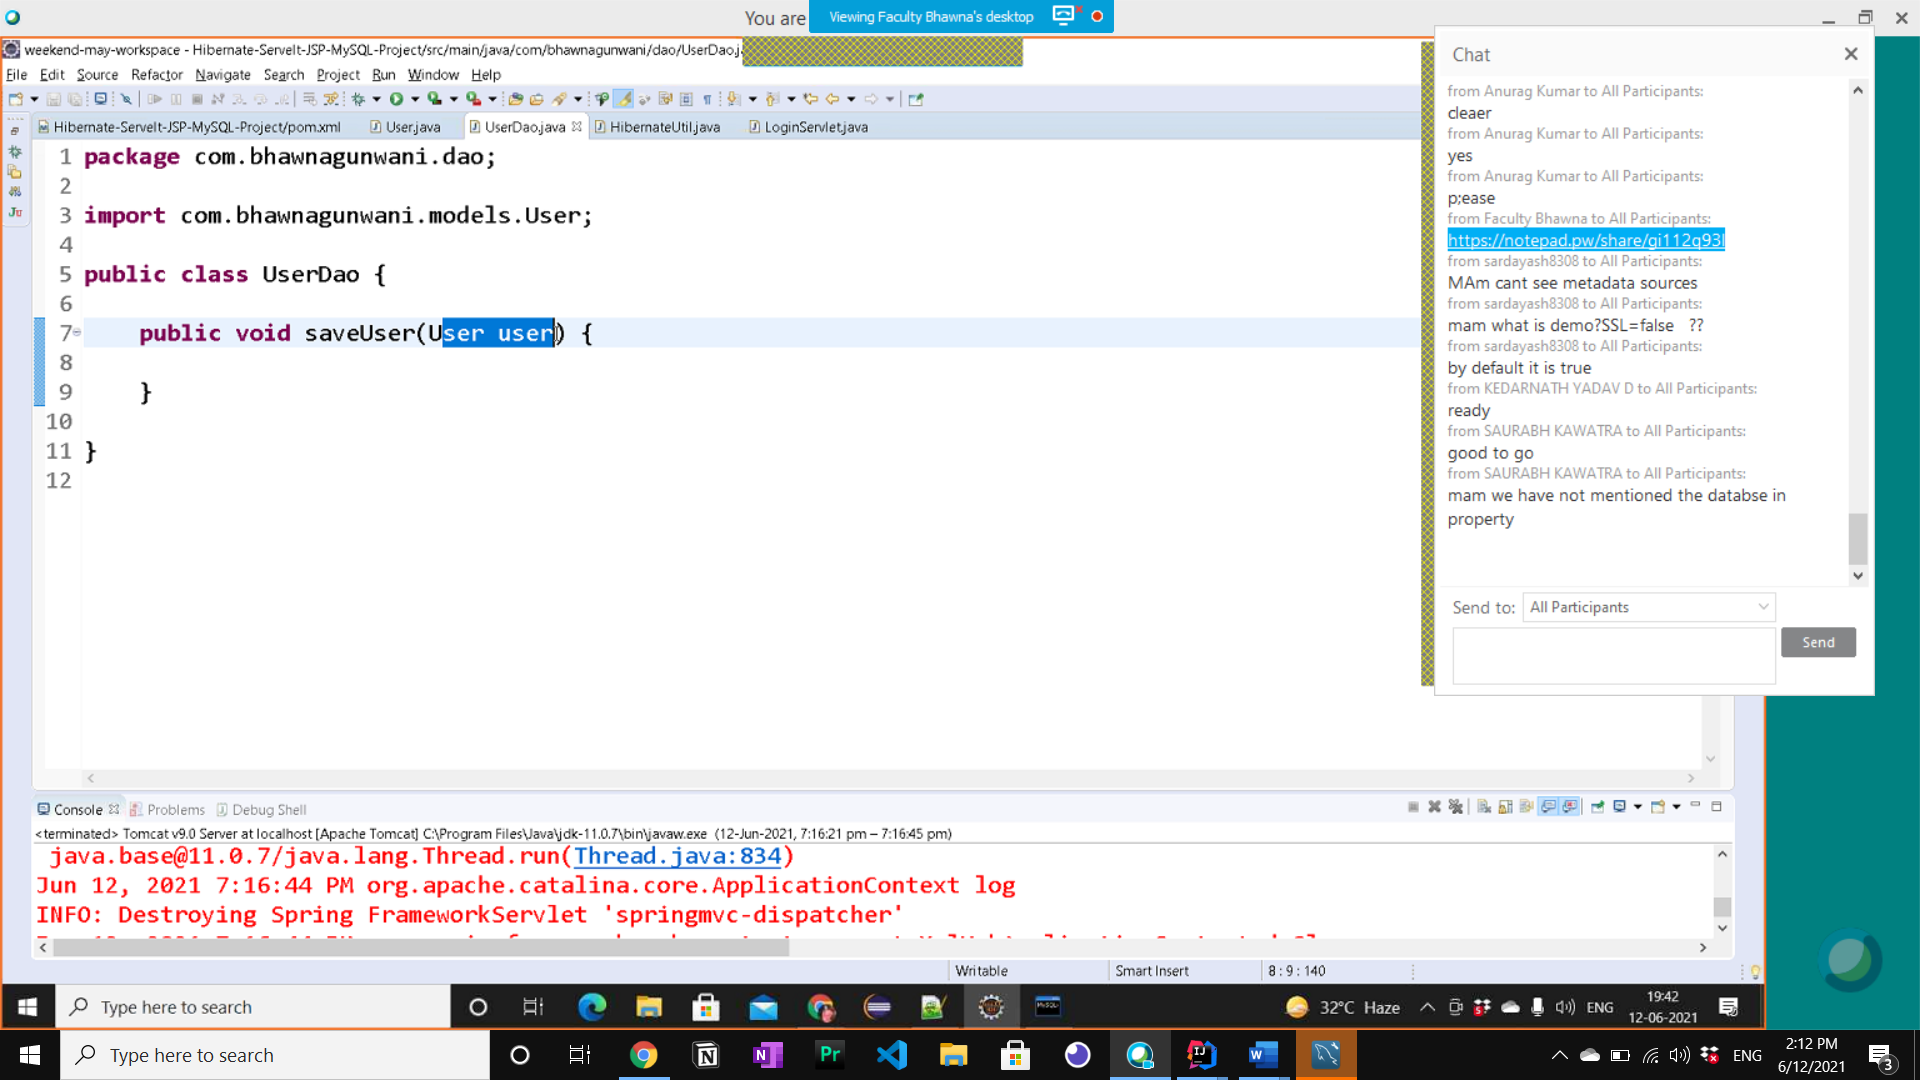 You are
Viewing Faculty Bhawna's desktop
weekend-may-workspace - Hibernate-Servelt-JSP-MySQL-Project/src/main/java/com/bhawnagunwani/dao/UserDao.j
File Edit Source Refactor Navigate Search Project Run Window Help
Hibernate-Servelt-JSP-MySQL-Project/pom.xml User.java UserDao.java HibernateUtil.java LoginServlet.java
1 package com.bhawnagunwani.dao;
2
3 import com.bhawnagunwani.models.User;
4
5 public class UserDao {
6
7 public void saveUser(User user) {
8
9 }
10
11 }
12
Chat
from Anurag Kumar to All Participants:
cleaer
from Anurag Kumar to All Participants:
yes
from Anurag Kumar to All Participants:
p;ease
from Faculty Bhawna to All Participants:
https://notepad.pw/share/gi112q93l
from sardayash8308 to All Participants:
MAm cant see metadata sources
from sardayash8308 to All Participants:
mam what is demo?SSL=false ??
from sardayash8308 to All Participants:
by default it is true
from KEDARNATH YADAV D to All Participants:
ready
from SAURABH KAWATRA to All Participants:
good to go
from SAURABH KAWATRA to All Participants:
mam we have not mentioned the databse in
property
Send to: All Participants
Send
Console Problems Debug Shell
<terminated> Tomcat v9.0 Server at localhost [Apache Tomcat] C:\Program Files\Java\jdk-11.0.7\bin\javaw.exe (12-Jun-2021, 7:16:21 pm – 7:16:45 pm)
java.base@11.0.7/java.lang.Thread.run(Thread.java:834)
Jun 12, 2021 7:16:44 PM org.apache.catalina.core.ApplicationContext log
INFO: Destroying Spring FrameworkServlet 'springmvc-dispatcher'
Writable Smart Insert 8 : 9 : 140
Type here to search
32°C Haze
ENG
19:42
12-06-2021
Type here to search
ENG
2:12 PM
6/12/2021
3